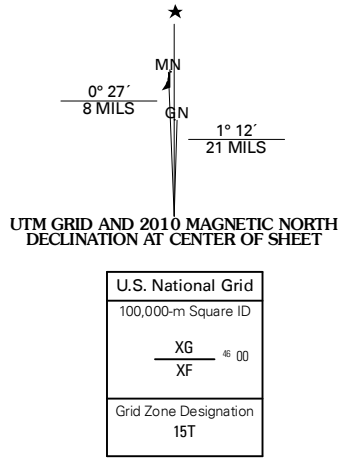 ★
MN
0° 27´
8 MILS
GN
1° 12´
21 MILS
UTM GRID AND 2010 MAGNETIC NORTH
DECLINATION AT CENTER OF SHEET
U.S. National Grid
100,000-m Square ID
XG
46 00
XF
Grid Zone Designation
15T